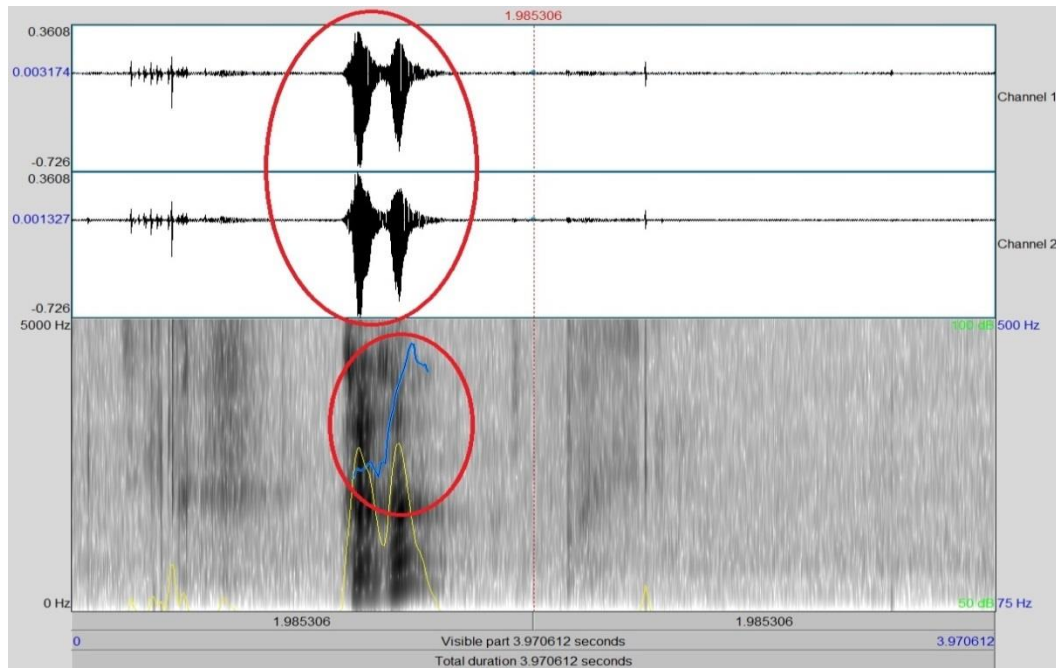 1.985306
0.3608
0.003174
Channel 1
-0.726
0.3608
0.001327
Channel 2
-0.726
5000 Hz
100 dB 500 Hz
0 Hz
50 dB 75 Hz
1.985306 1.985306
0 Visible part 3.970612 seconds 3.970612
Total duration 3.970612 seconds